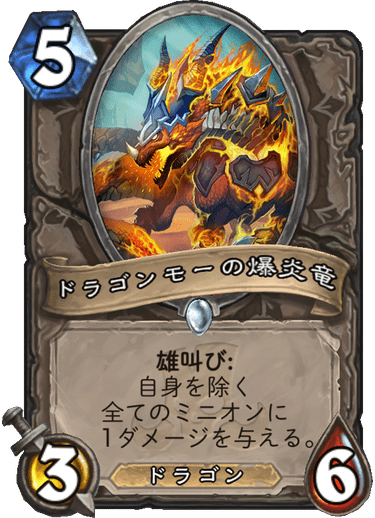 5
ドラゴンモーの爆炎竜
雄叫び:
自身を除く
全てのミニオンに
1ダメージを与える。
3
ドラゴン
6